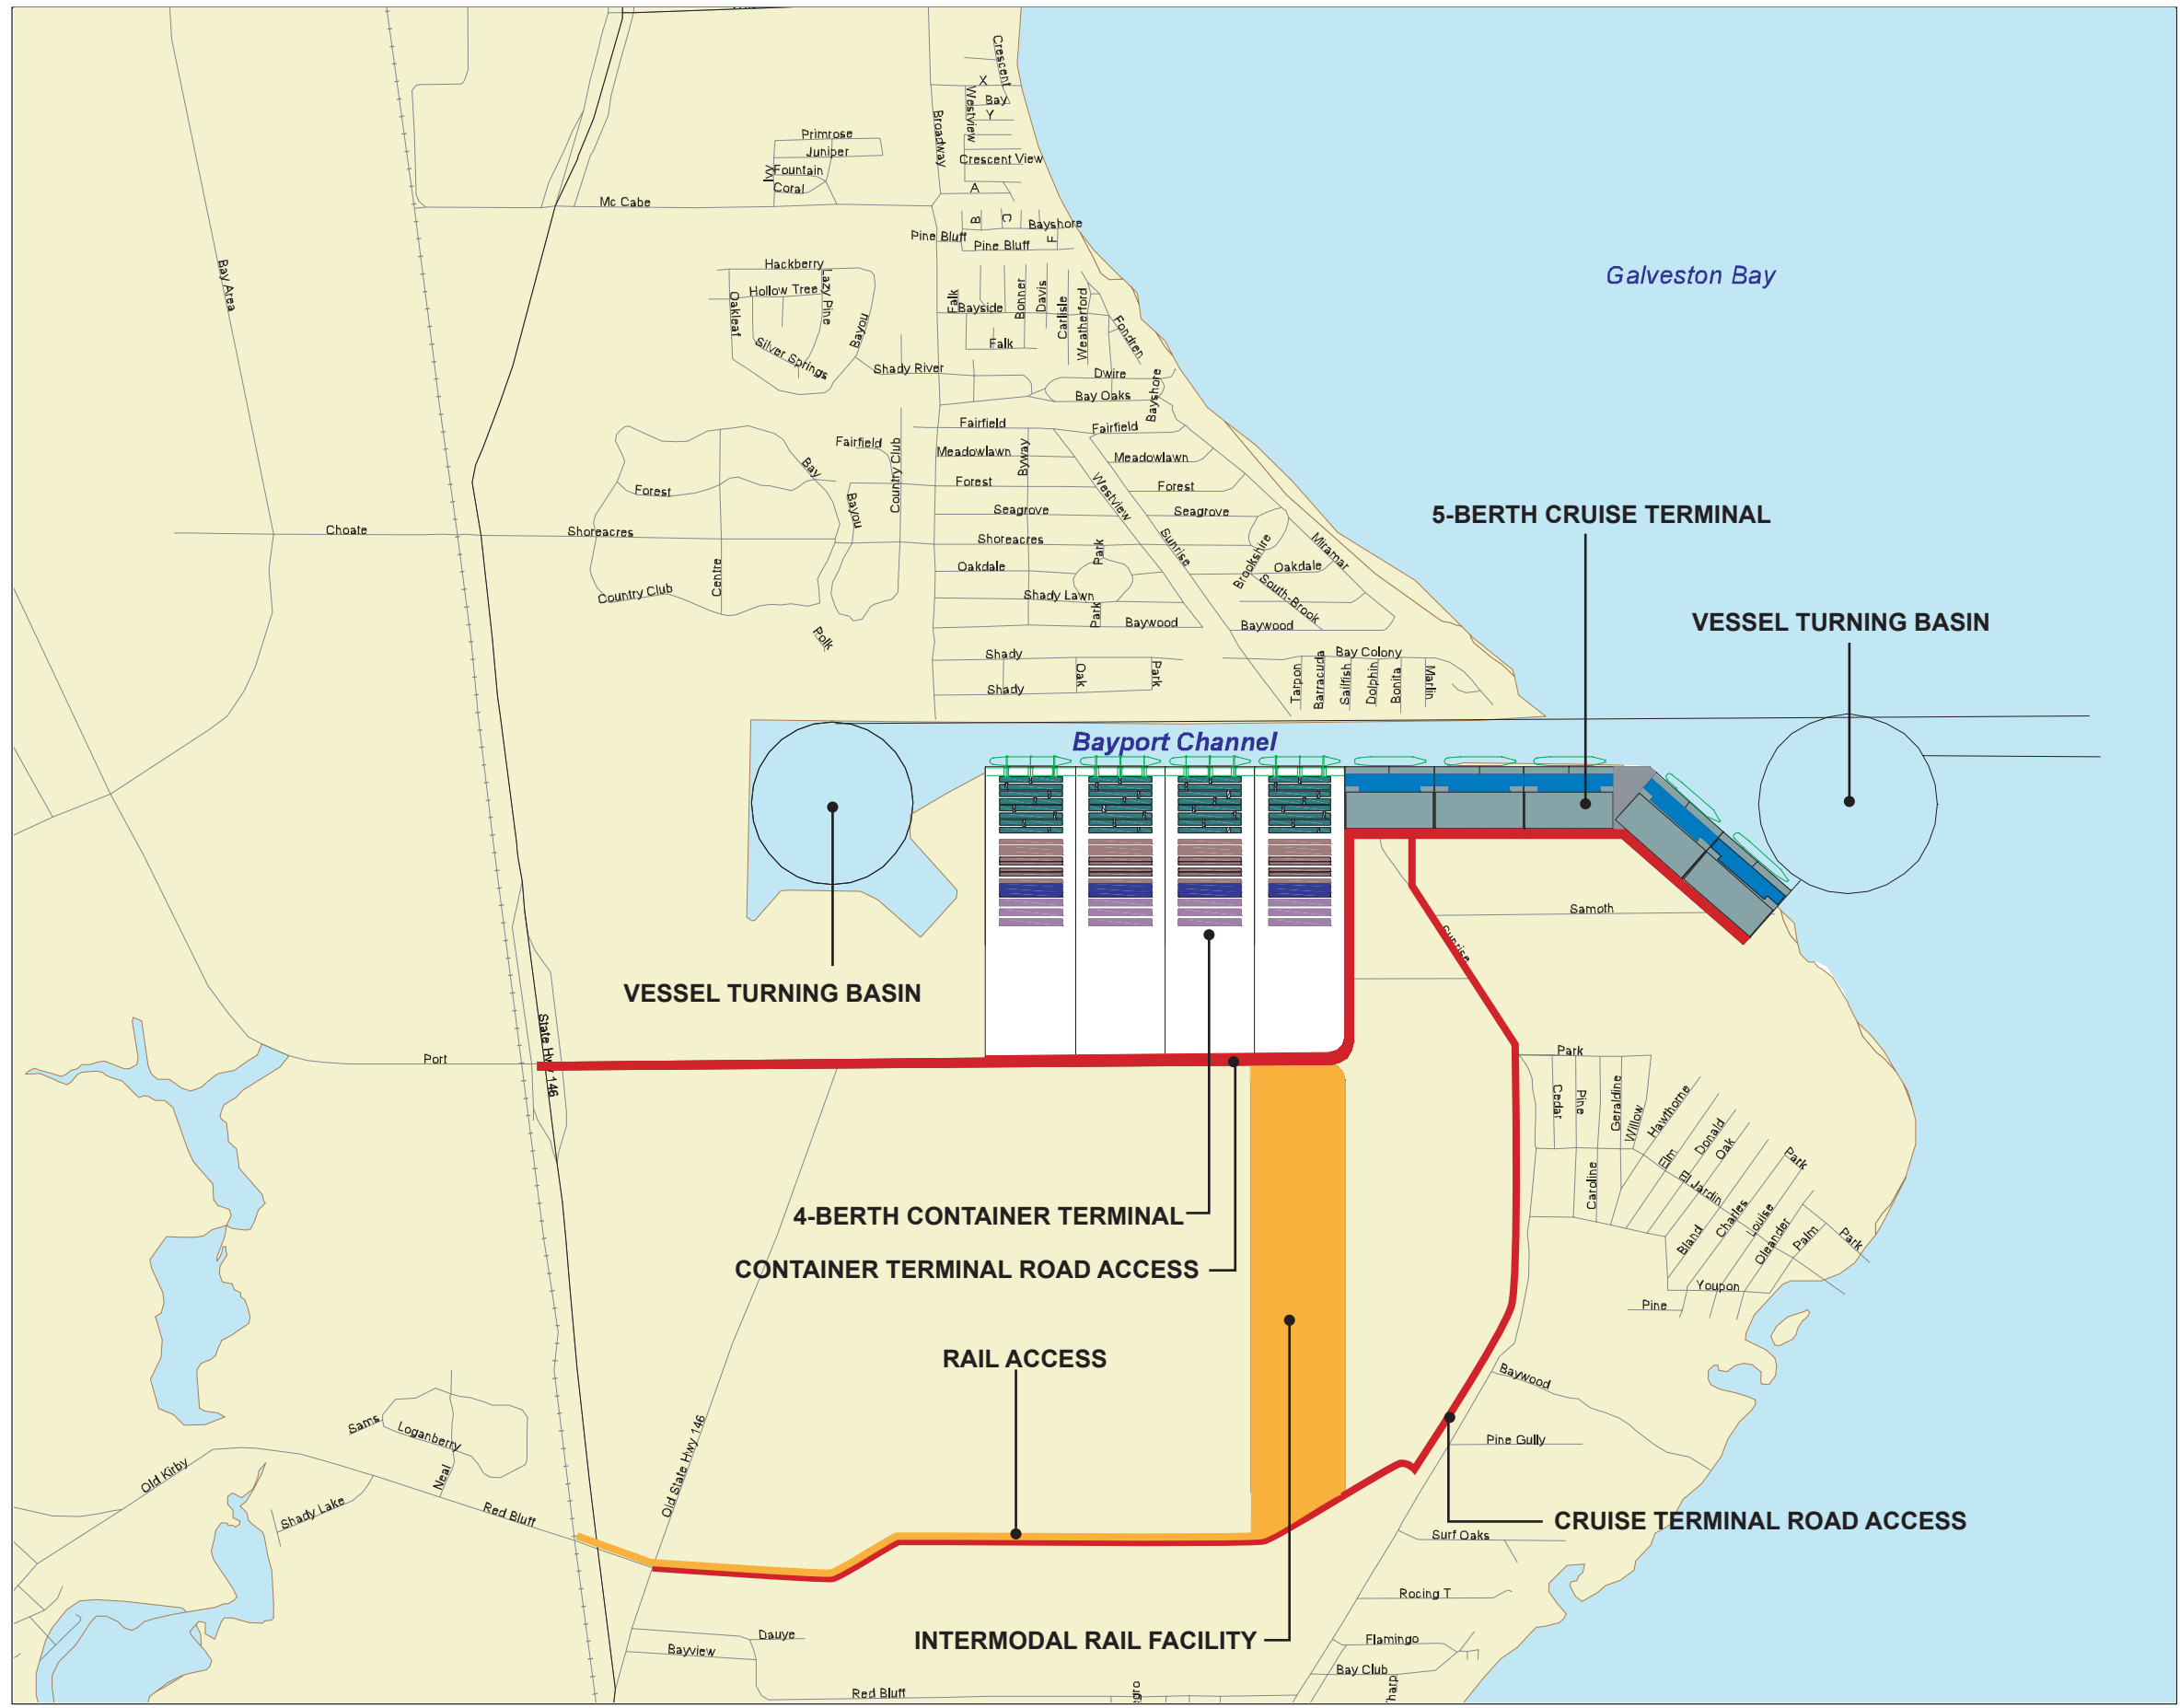 Crescent
X
Bay
Y
Westview
Broadway
Primrose
Juniper
Fountain
Ivy
Coral
Crescent View
A
Mc Cabe
B
C
Bayshore
F
Pine Bluff
Pine Bluff
Bay Area
Galveston Bay
Hackberry
Hollow Tree
Lazy Pine
Oakleaf
Bayou
Silver Springs
Falk
Bayside
Bonner
Davis
Carlisle
Weatherford
Fondren
Falk
Shady River
Dwire
Bay Oaks
Bayshore
Fairfield
Fairfield
Fairfield
Meadowlawn
Byway
Meadowlawn
Country Club
Bay
Forest
Forest
Forest
Westview
Bayou
Seagrove
Seagrove
5-BERTH CRUISE TERMINAL
Choate
Shoreacres
Shoreacres
Park
Sunrise
Brookshire
Miramar
Oakdale
Oakdale
South-Brook
Centre
Country Club
Shady Lawn
Park
Baywood
Baywood
Polk
VESSEL TURNING BASIN
Shady
Oak
Park
Shady
Bay Colony
Tarpon
Barracuda
Sailfish
Dolphin
Bonita
Marlin
Bayport Channel
Samoth
Sunrise
VESSEL TURNING BASIN
Port
State Hwy 146
Park
Cedar
Pine
Geraldine
Willow
Hawthorne
Elm
Donald
Oak
El Jardin
Park
Caroline
Bland
Charles
Louise
Oleander
Palm
Park
Youpon
Pine
4-BERTH CONTAINER TERMINAL
CONTAINER TERMINAL ROAD ACCESS
RAIL ACCESS
Baywood
Pine Gully
Sams
Loganberry
Neal
Old Kirby
Shady Lake
Red Bluff
Old State Hwy 146
CRUISE TERMINAL ROAD ACCESS
Surf Oaks
Rocing T
INTERMODAL RAIL FACILITY
Dauye
Bayview
Flamingo
Bay Club
Red Bluff